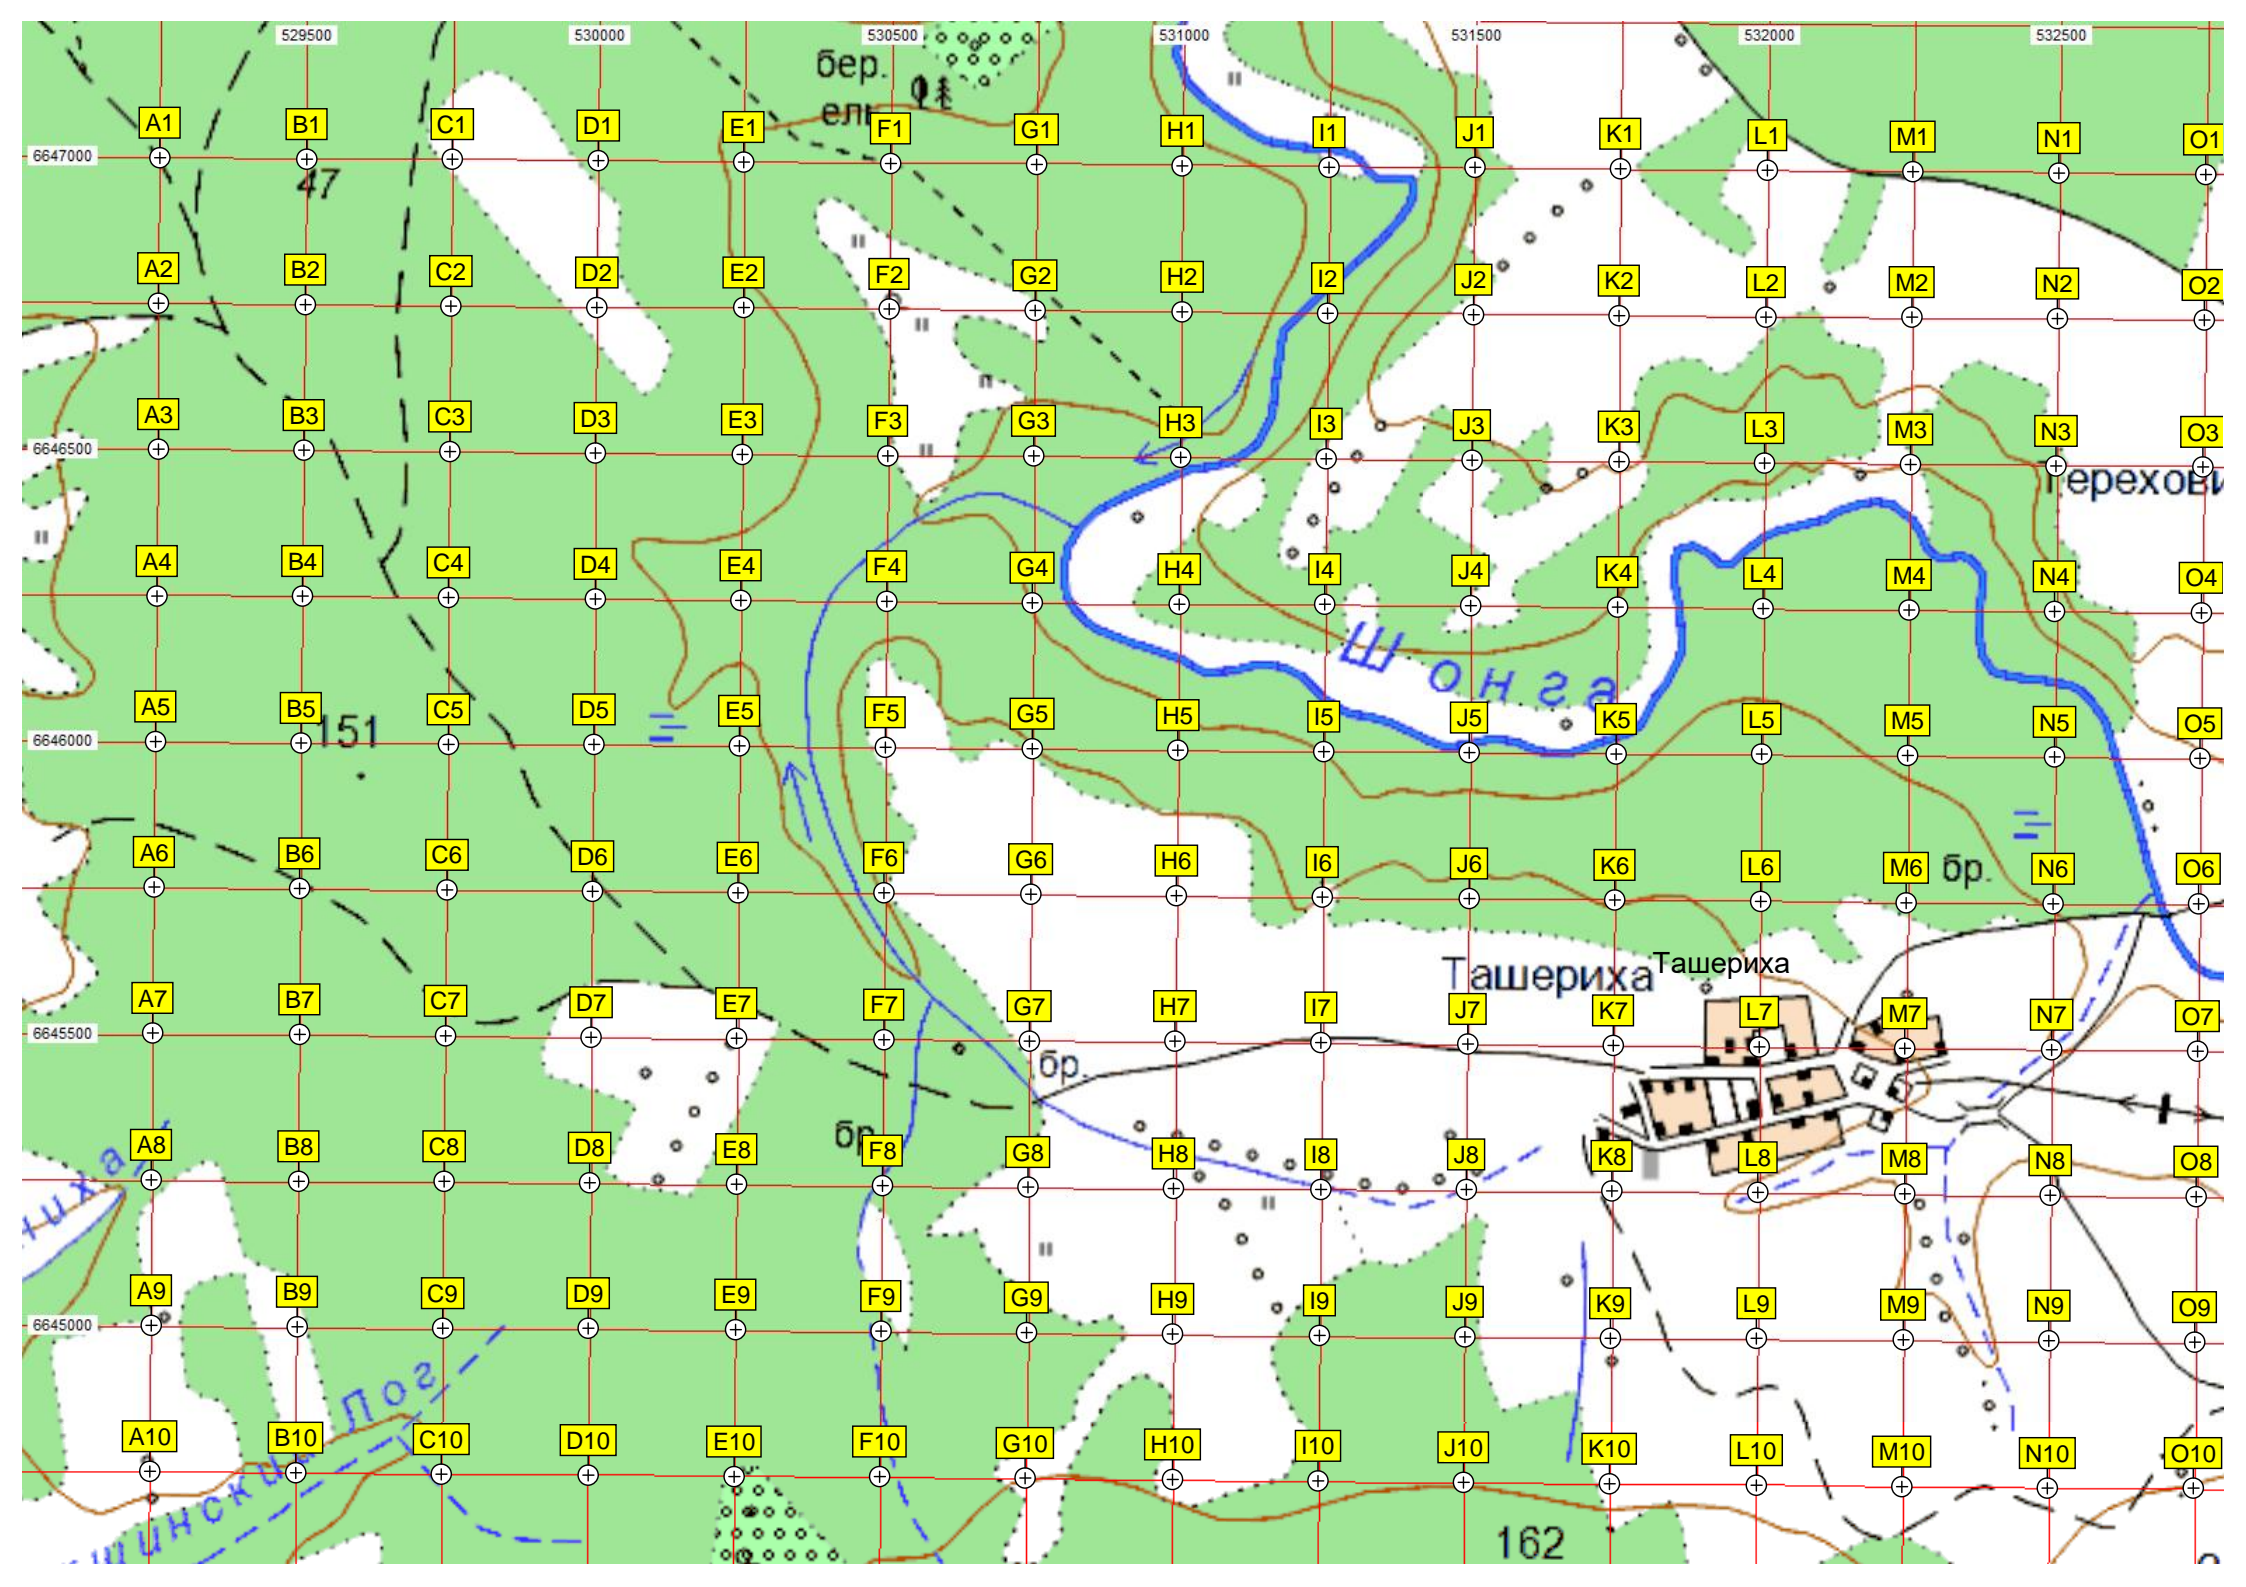 529500 530000 530500 531000 531500 532000 532500
бер.
ель
A1 B1 C1 D1 E1 F1 G1 H1 I1 J1 K1 L1 M1 N1 O1
6647000
47
A2 B2 C2 D2 E2 F2 G2 H2 I2 J2 K2 L2 M2 N2 O2
A3 B3 C3 D3 E3 F3 G3 H3 I3 J3 K3 L3 M3 N3 O3
6646500
A4 B4 C4 D4 E4 F4 G4 H4 I4 J4 K4 L4 M4 N4 O4
Шонга
A5 B5 C5 D5 E5 F5 G5 H5 I5 J5 K5 L5 M5 N5 O5
151
6646000
A6 B6 C6 D6 E6 F6 G6 H6 I6 J6 K6 L6 M6 N6 O6
бр.
Ташериха Ташериха
A7 B7 C7 D7 E7 F7 G7 H7 I7 J7 K7 L7 M7 N7 O7
6645500
бр.
бр.
A8 B8 C8 D8 E8 F8 G8 H8 I8 J8 K8 L8 M8 N8 O8
A9 B9 C9 D9 E9 F9 G9 H9 I9 J9 K9 L9 M9 N9 O9
6645000
Лог
A10 B10 C10 D10 E10 F10 G10 H10 I10 J10 K10 L10 M10 N10 O10
162